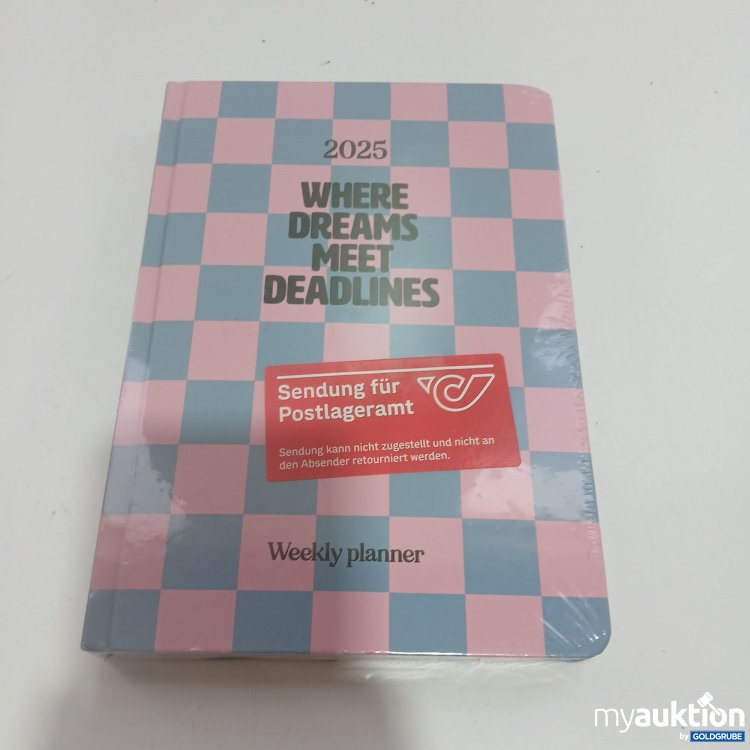 2025
WHERE
DREAMS
MEET
DEADLINES
Sendung für
Postlageramt
Sendung kann nicht zugestellt und nicht an
den Absender retourniert werden.
Weekly planner
myauktion
by GOLDGRUBE